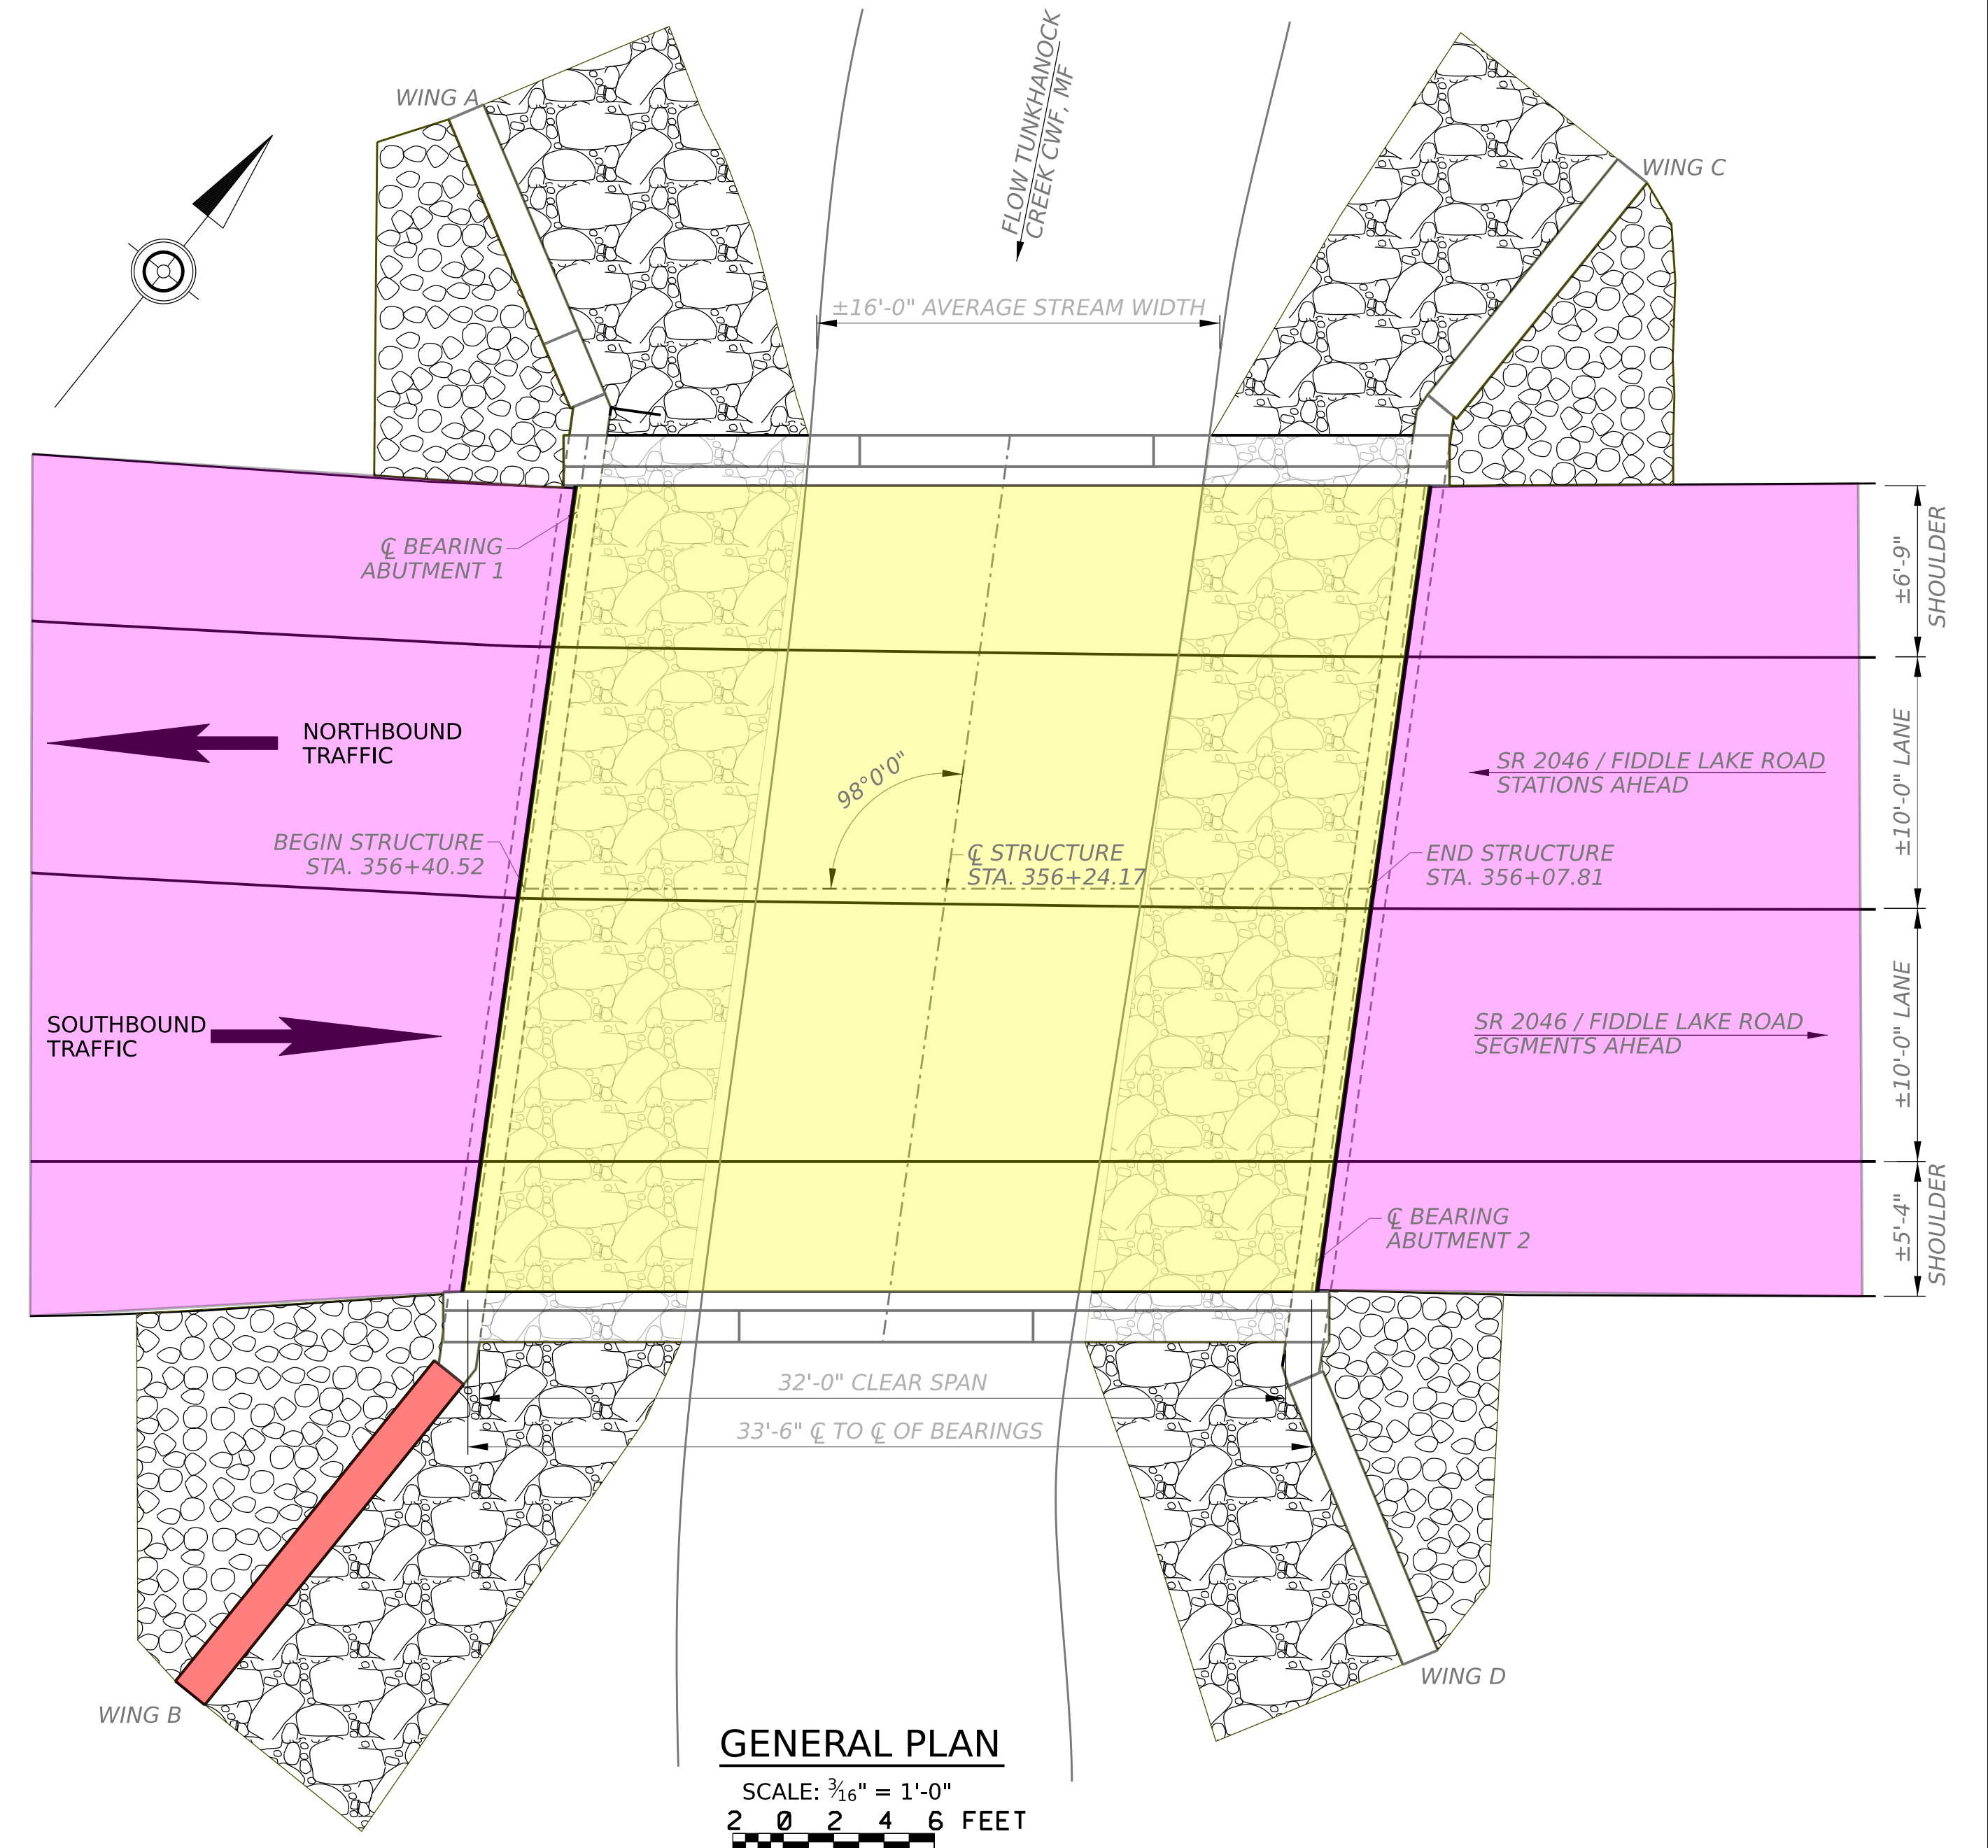 WING A
FLOW TUNKHANOCK
CREEK CWF, MF
WING C
±16'-0" AVERAGE STREAM WIDTH
℄ BEARING
ABUTMENT 1
±6'-9"
SHOULDER
NORTHBOUND
TRAFFIC
98°0'0"
SR 2046 / FIDDLE LAKE ROAD
STATIONS AHEAD
±10'-0" LANE
BEGIN STRUCTURE
STA. 356+40.52
℄ STRUCTURE
STA. 356+24.17
END STRUCTURE
STA. 356+07.81
SOUTHBOUND
TRAFFIC
SR 2046 / FIDDLE LAKE ROAD
SEGMENTS AHEAD
±10'-0" LANE
℄ BEARING
ABUTMENT 2
±5'-4"
SHOULDER
32'-0" CLEAR SPAN
33'-6" ℄ TO ℄ OF BEARINGS
WING B
WING D
GENERAL PLAN
SCALE: 3/16" = 1'-0"
2 0 2 4 6 FEET